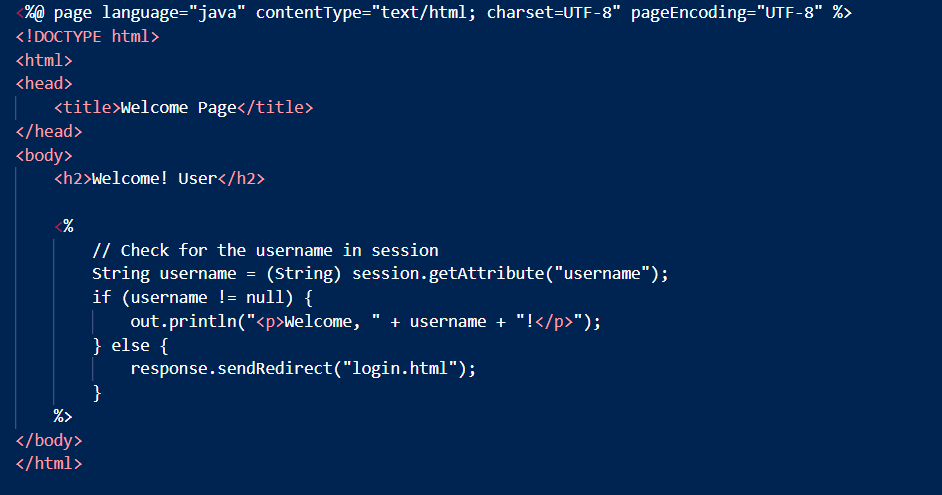 <%@ page language="java" contentType="text/html; charset=UTF-8" pageEncoding="UTF-8" %>
<!DOCTYPE html>
<html>
<head>
    <title>Welcome Page</title>
</head>
<body>
    <h2>Welcome! User</h2>

    <%
        // Check for the username in session
        String username = (String) session.getAttribute("username");
        if (username != null) {
            out.println("<p>Welcome, " + username + "!</p>");
        } else {
            response.sendRedirect("login.html");
        }
    %>
</body>
</html>